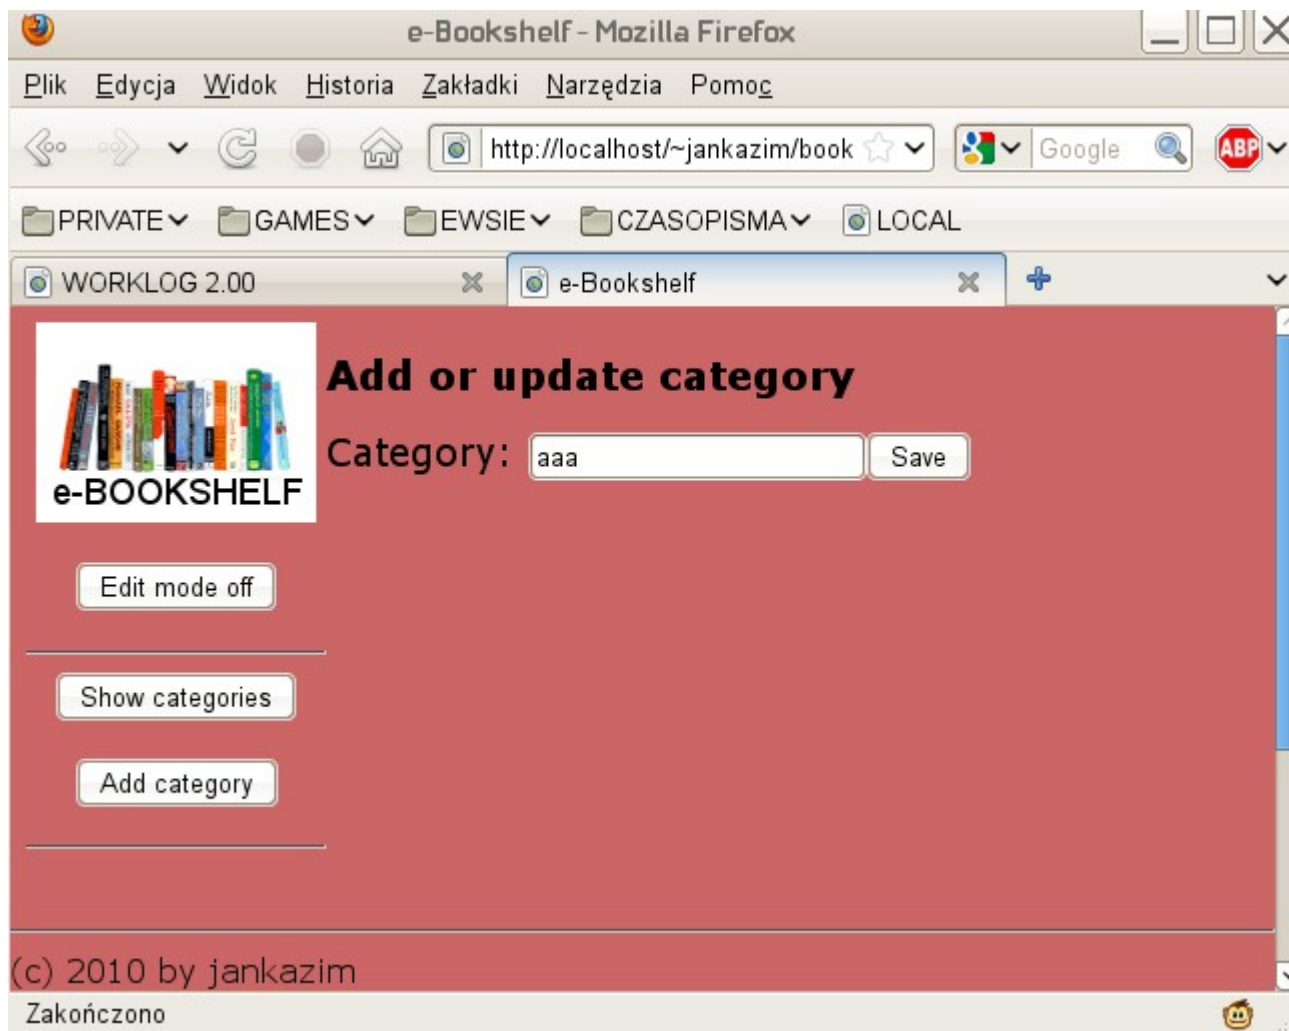 e-Bookshelf - Mozilla Firefox
Plik Edycja Widok Historia Zakładki Narzędzia Pomoc
http://localhost/~jankazim/book Google ABP
PRIVATE GAMES EWSIE CZASOPISMA LOCAL
WORKLOG 2.00 e-Bookshelf
Add or update category
Category: aaa Save
e-BOOKSHELF
Edit mode off
Show categories
Add category
(c) 2010 by jankazim
Zakończono